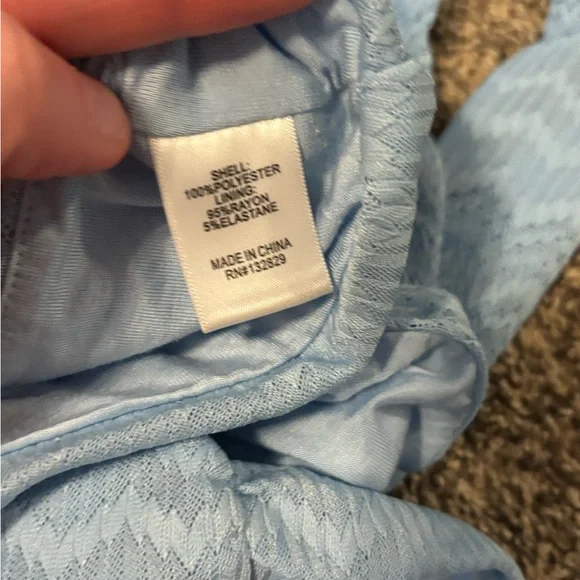 SHELL:
100%POLYESTER
LINING:
95%RAYON
5%ELASTANE
MADE IN CHINA
RN#132829